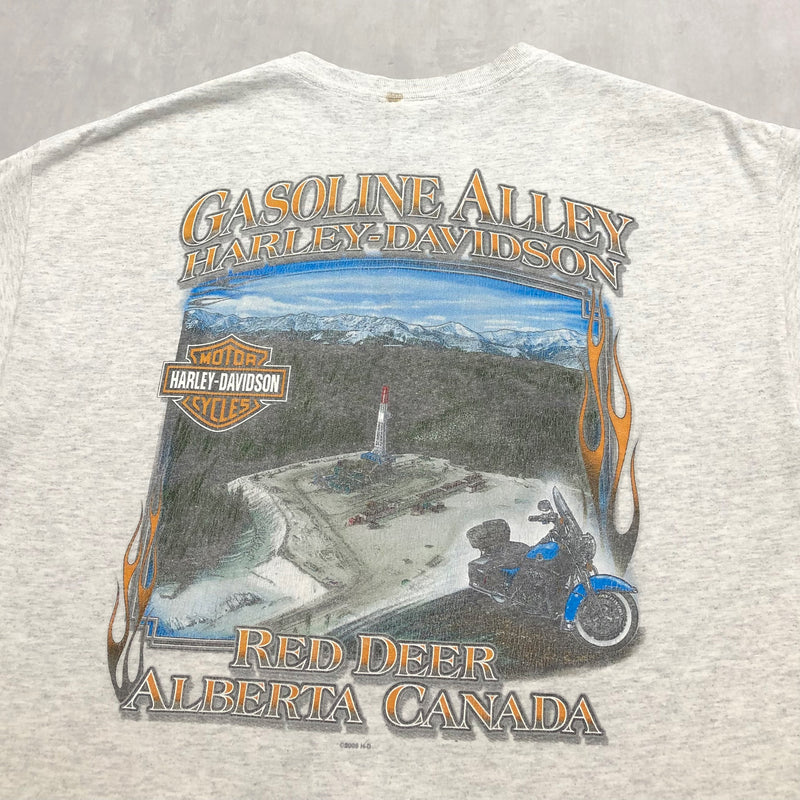 GASOLINE ALLEY
HARLEY-DAVIDSON
MOTOR
HARLEY-DAVIDSON
CYCLES
RED DEER
ALBERTA CANADA